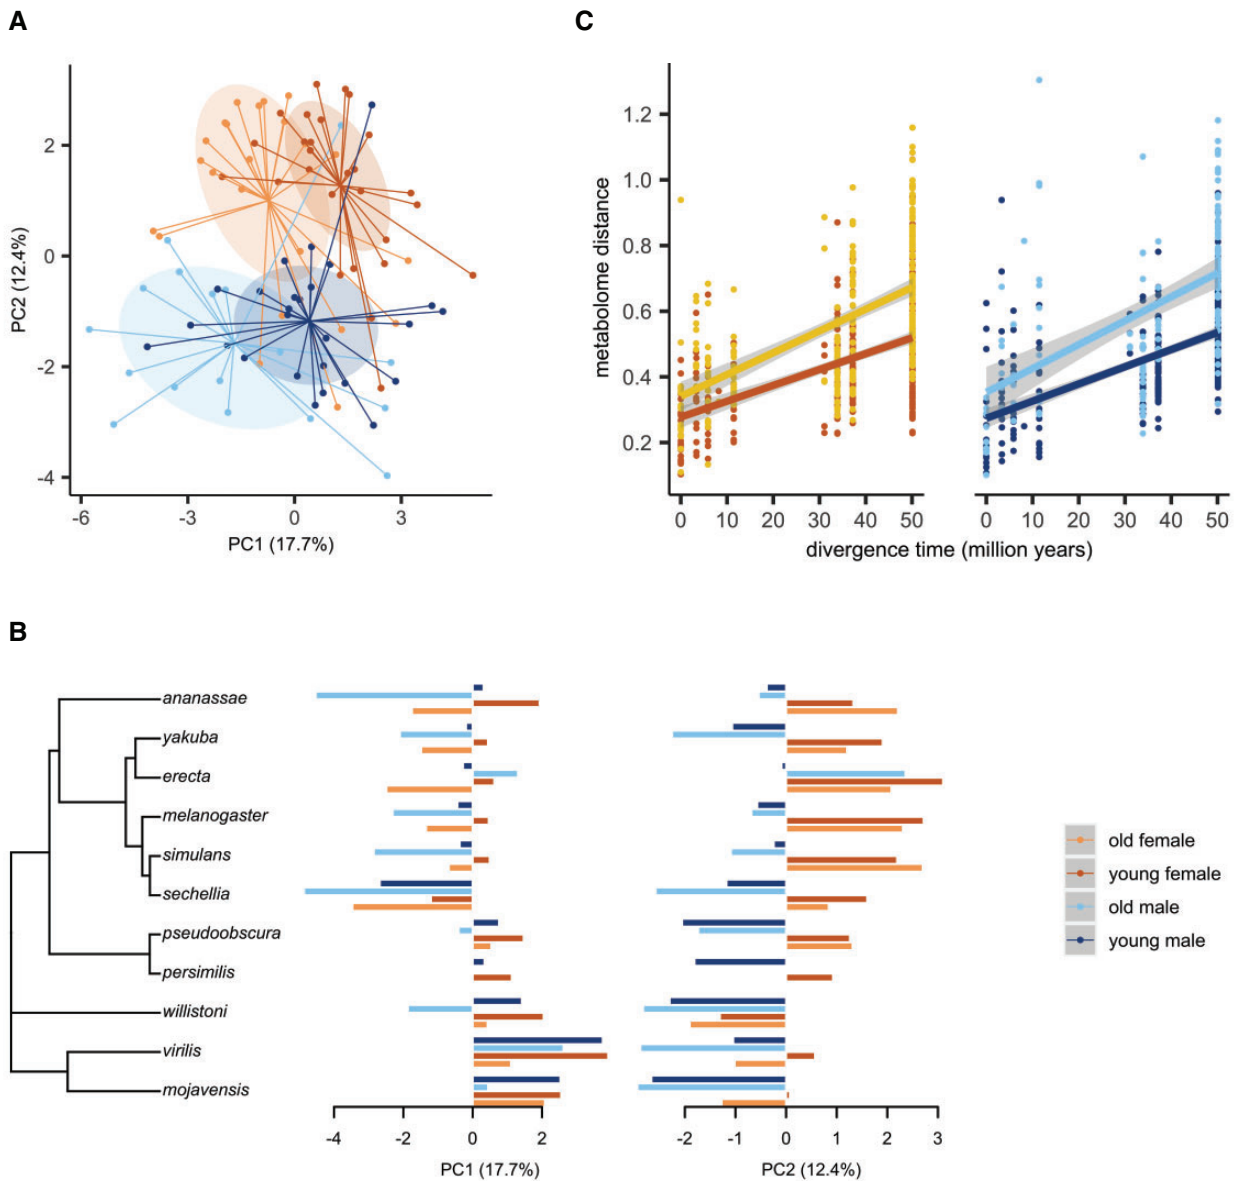 A
C
2
0
-2
-4
PC2 (12.4%)
-6 -3 0 3
PC1 (17.7%)
1.2
1.0
0.8
0.6
0.4
0.2
metabolome distance
0 10 20 30 40 50 0 10 20 30 40 50
divergence time (million years)
B
ananassae
yakuba
erecta
melanogaster
simulans
sechellia
pseudoobscura
persimilis
willistoni
virilis
mojavensis
-4 -2 0 2
PC1 (17.7%)
-2 -1 0 1 2 3
PC2 (12.4%)
old female
young female
old male
young male